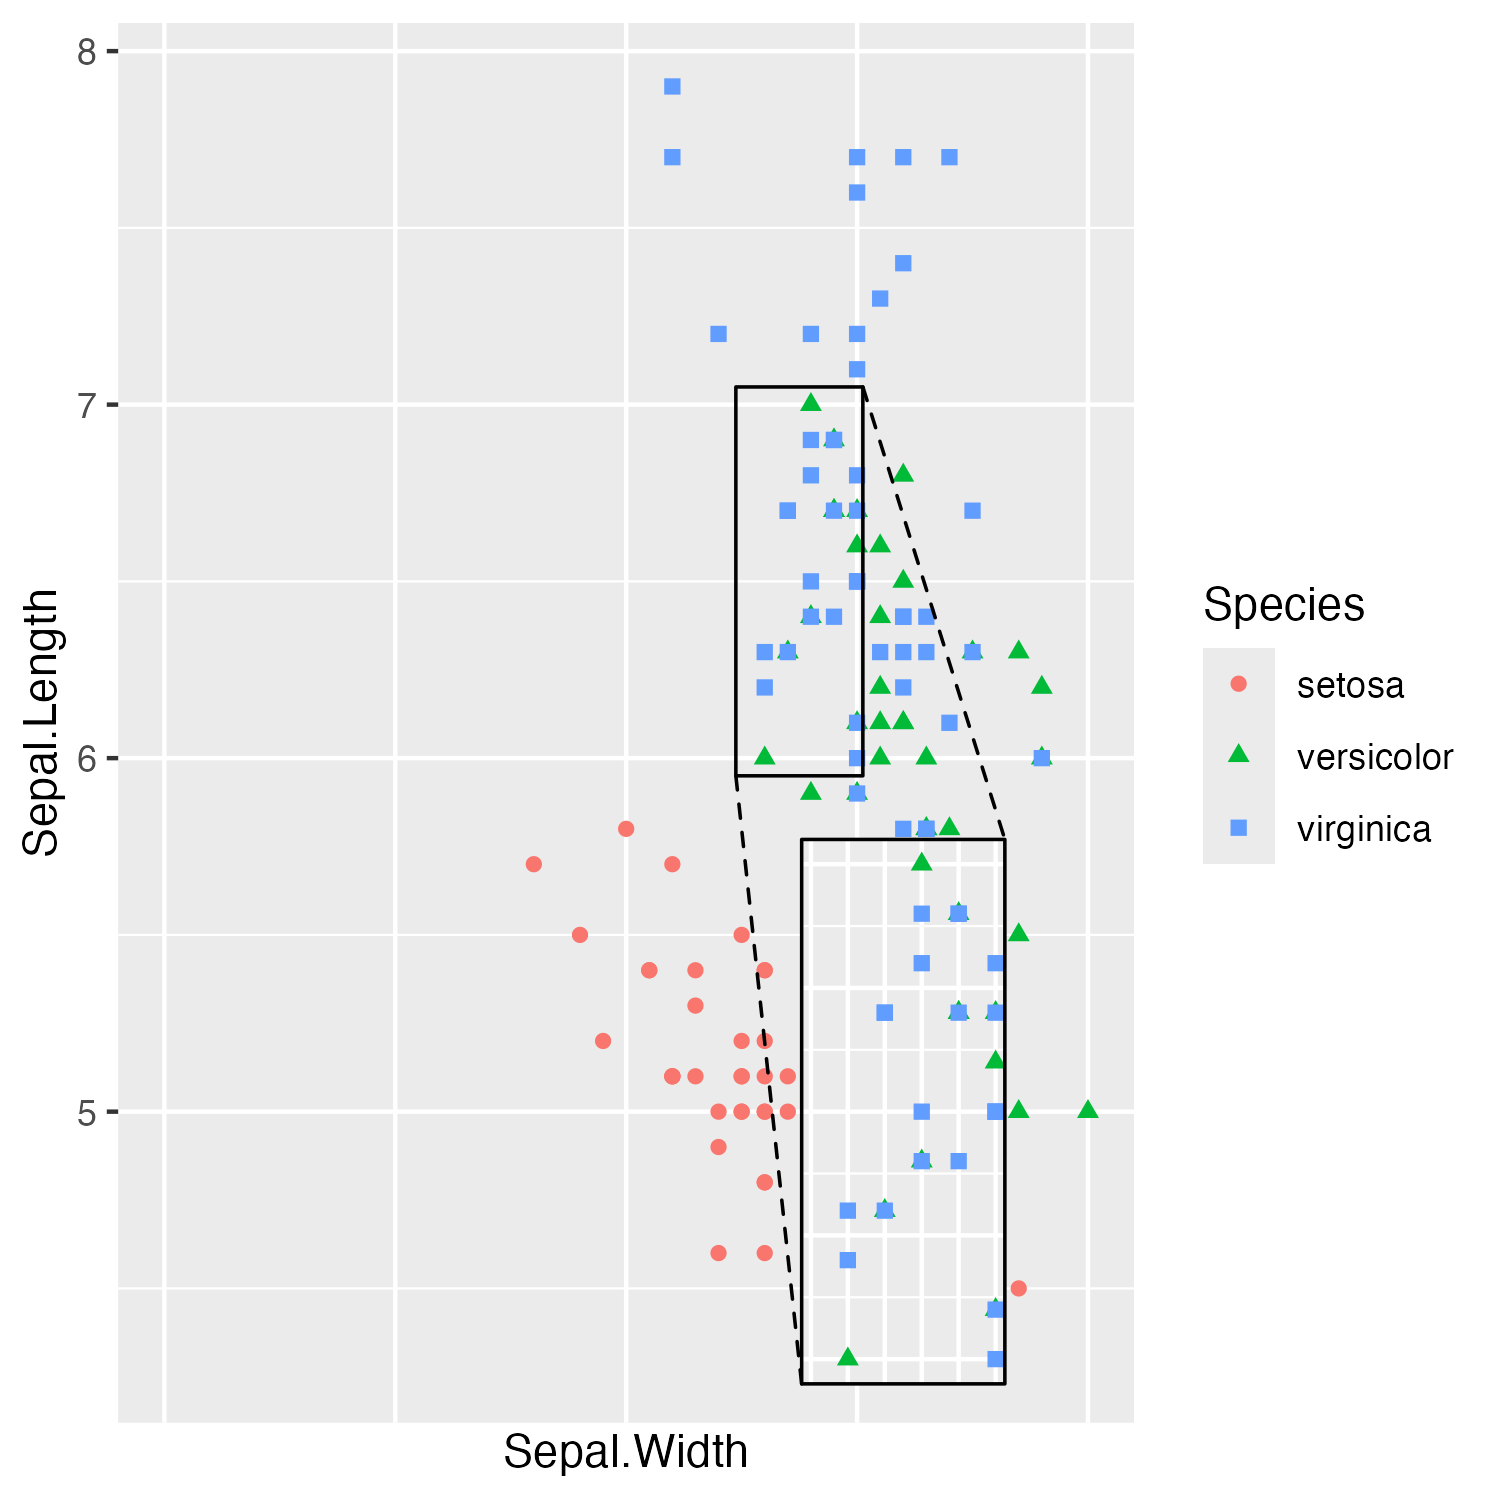 8
7
6
5
Sepal.Length
Sepal.Width
Species
setosa
versicolor
virginica